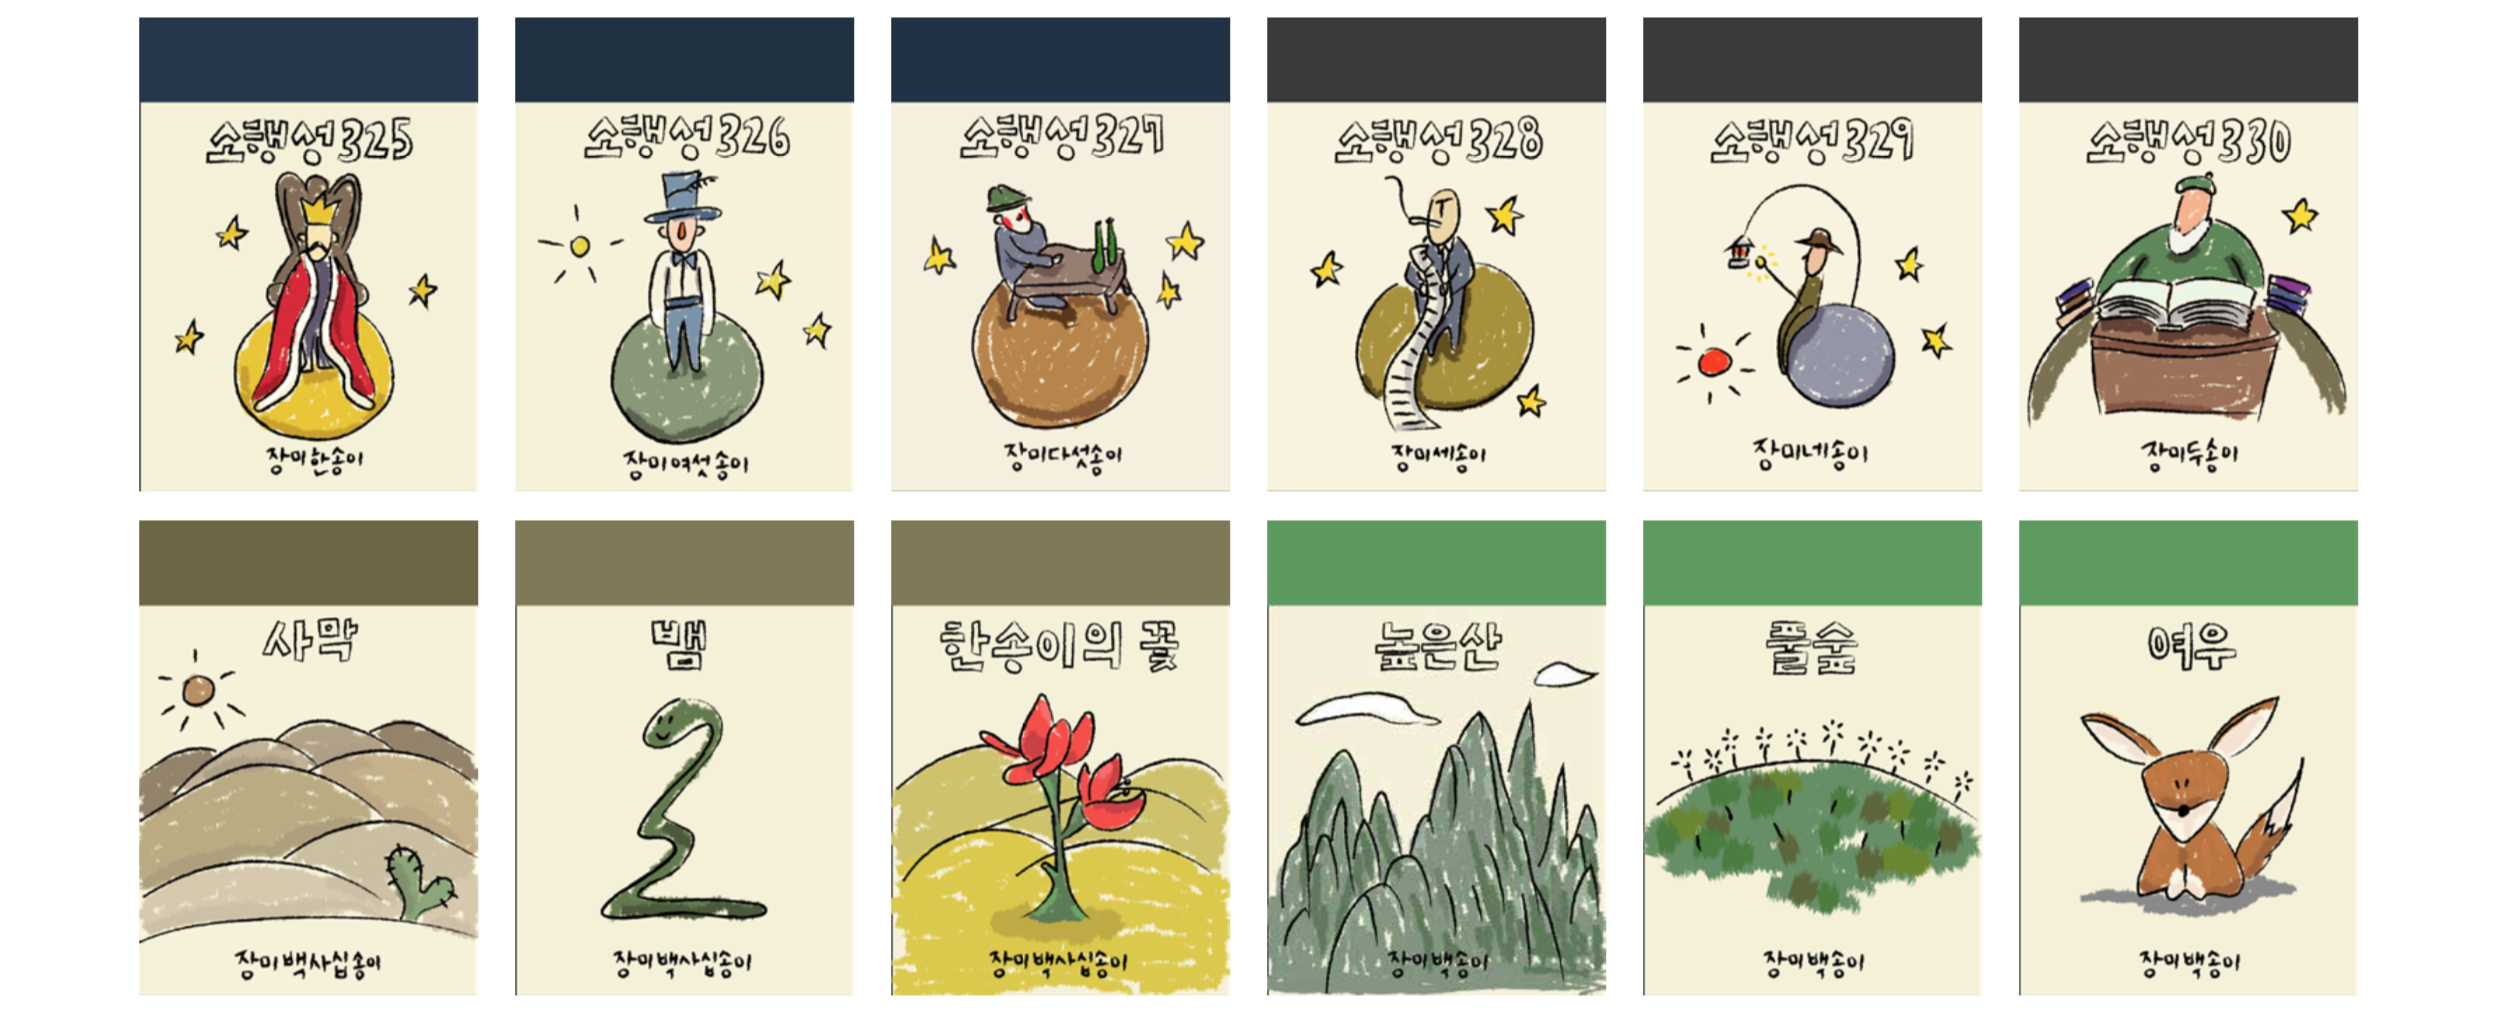 소행성325
장미한송이
소행성326
장미여섯송이
소행성327
장미다섯송이
소행성328
장미세송이
소행성329
장미네송이
소행성330
장미두송이
사막
장미백사십송이
뱀
장미백사십송이
한송이의 꽃
장미백사십송이
높은산
장미백송이
풀숲
장미백송이
여우
장미백송이